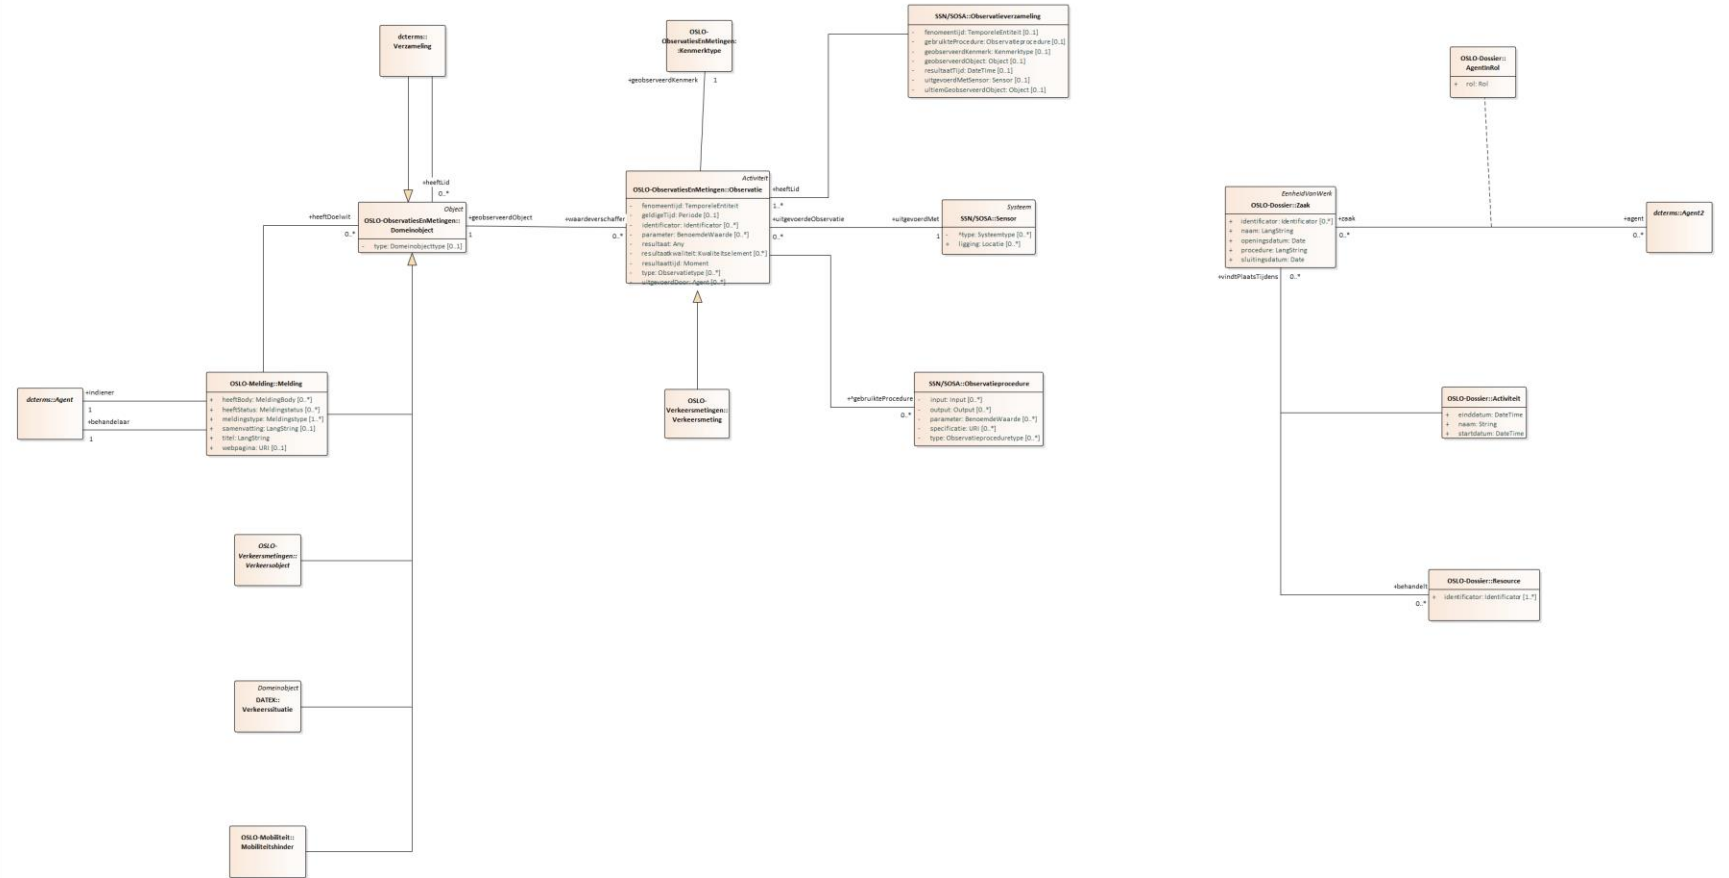 dcterms::
Verzameling
+heeftLid
0..*
OSLO-
ObservatiesEnMetingen:
:Kenmerktype
+geobserveerdKenmerk 1
SSN/SOSA::Observatieverzameling
- fenomeentijd: TemporeleEntiteit [0..1]
- gebruikteProcedure: Observatieprocedure [0..1]
- geobserveerdKenmerk: Kenmerktype [0..1]
- geobserveerdObject: Object [0..1]
- resultaatTijd: DateTime [0..1]
- uitgevoerdMetSensor: Sensor [0..1]
- ultiemGeobserveerdObject: Object [0..1]
OSLO-Dossier::
AgentInRol
+ rol: Rol
Object
OSLO-ObservatiesEnMetingen::
Domeinobject
- type: Domeinobjecttype [0..1]
+heeftDoelwit
0..*
+geobserveerdObject
1
+waardeverschaffer
0..*
Activiteit
OSLO-ObservatiesEnMetingen::Observatie
- fenomeentijd: TemporeleEntiteit
- geldigeTijd: Periode [0..1]
- identificator: Identificator [0..*]
- parameter: BenoemdeWaarde [0..*]
- resultaat: Any
- resultaatkwaliteit: Kwaliteitselement [0..*]
- resultaattijd: Moment
- type: Observatietype [0..*]
- uitgevoerdDoor: Agent [0..*]
+heeftLid
1..*
+uitgevoerdeObservatie
0..*
+uitgevoerdMet
1
Systeem
SSN/SOSA::Sensor
- *type: Systeemtype [0..*]
+ ligging: Locatie [0..*]
EenheidVanWerk
OSLO-Dossier::Zaak
+ identificator: Identificator [0..*]
+ naam: LangString
+ openingsdatum: Date
+ procedure: LangString
+ sluitingsdatum: Date
+zaak
0..*
+agent
0..*
dcterms::Agent2
+vindtPlaatsTijdens 0..*
dcterms::Agent
+indiener
1
+behandelaar
1
OSLO-Melding::Melding
+ heeftBody: MeldingBody [0..*]
+ heeftStatus: Meldingstatus [0..*]
+ meldingstype: Meldingstype [1..*]
+ samenvatting: LangString [0..1]
+ titel: LangString
+ webpagina: URI [0..1]
OSLO-
Verkeersmetingen::
Verkeersmeting
+*gebruikteProcedure
0..*
SSN/SOSA::Observatieprocedure
- input: Input [0..*]
- output: Output [0..*]
- parameter: BenoemdeWaarde [0..*]
- specificatie: URI [0..*]
- type: Observatieproceduretype [0..*]
OSLO-Dossier::Activiteit
+ einddatum: DateTime
+ naam: String
+ startdatum: DateTime
OSLO-
Verkeersmetingen::
Verkeersobject
+behandelt
0..*
OSLO-Dossier::Resource
+ identificator: Identificator [1..*]
Domeinobject
DATEX::
Verkeerssituatie
OSLO-Mobiliteit::
Mobiliteitshinder